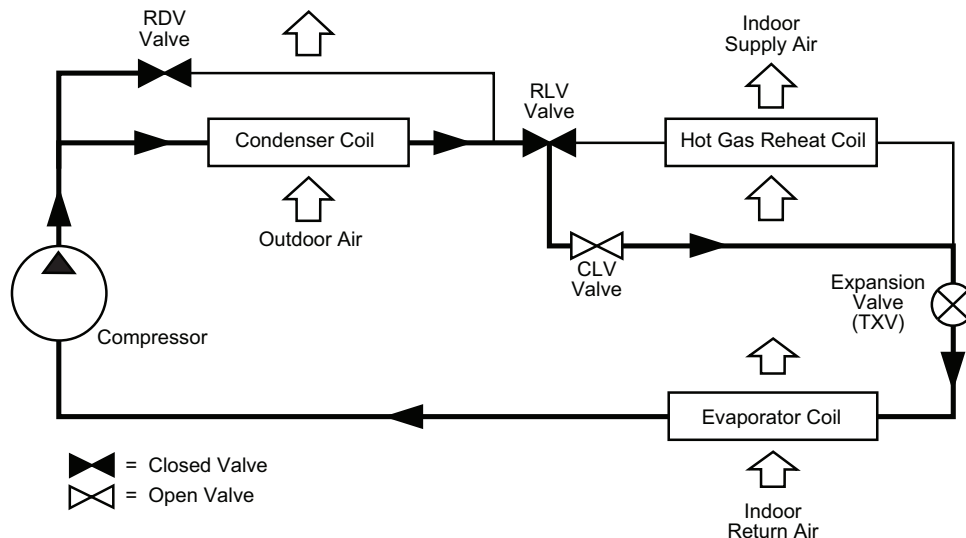 RDV
Valve
Indoor
Supply Air
RLV
Valve
Condenser Coil
Hot Gas Reheat Coil
Outdoor Air
CLV
Valve
Expansion
Valve
(TXV)
Compressor
Evaporator Coil
= Closed Valve
= Open Valve
Indoor
Return Air